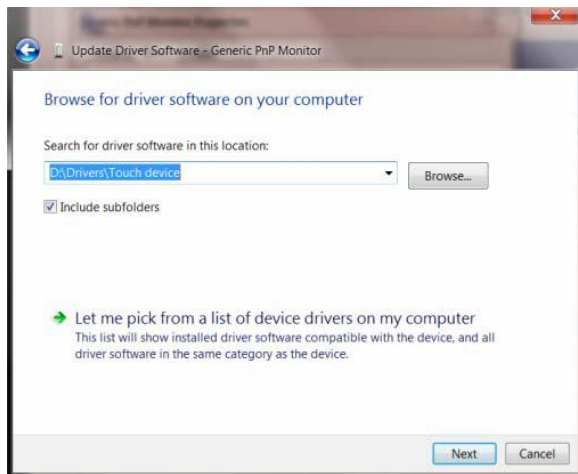 Update Driver Software - Generic PnP Monitor
Browse for driver software on your computer
Search for driver software in this location:
D:\Drivers\Touch device
Browse...
Include subfolders
Let me pick from a list of device drivers on my computer
This list will show installed driver software compatible with the device, and all
driver software in the same category as the device.
Next
Cancel